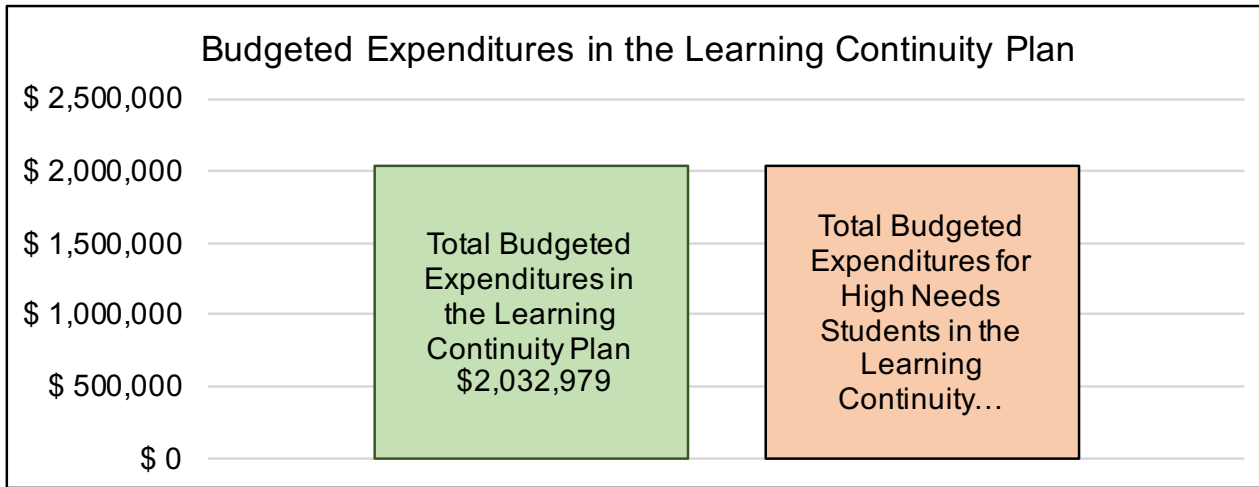 Budgeted Expenditures in the Learning Continuity Plan
$ 2,500,000
$ 2,000,000
$ 1,500,000
$ 1,000,000
$ 500,000
$ 0
Total Budgeted
Expenditures in
the Learning
Continuity Plan
$2,032,979
Total Budgeted
Expenditures for
High Needs
Students in the
Learning
Continuity…